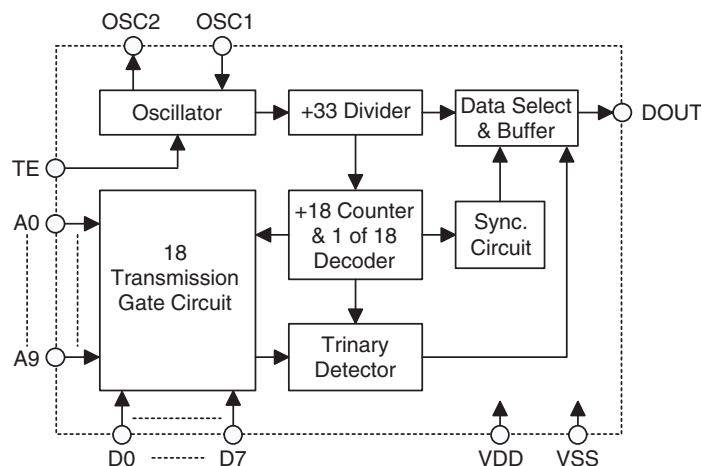 OSC2 OSC1
Oscillator
+33 Divider
Data Select
& Buffer
DOUT
TE
A0
18
Transmission
Gate Circuit
+18 Counter
& 1 of 18
Decoder
Sync.
Circuit
A9
Trinary
Detector
D0 D7 VDD VSS